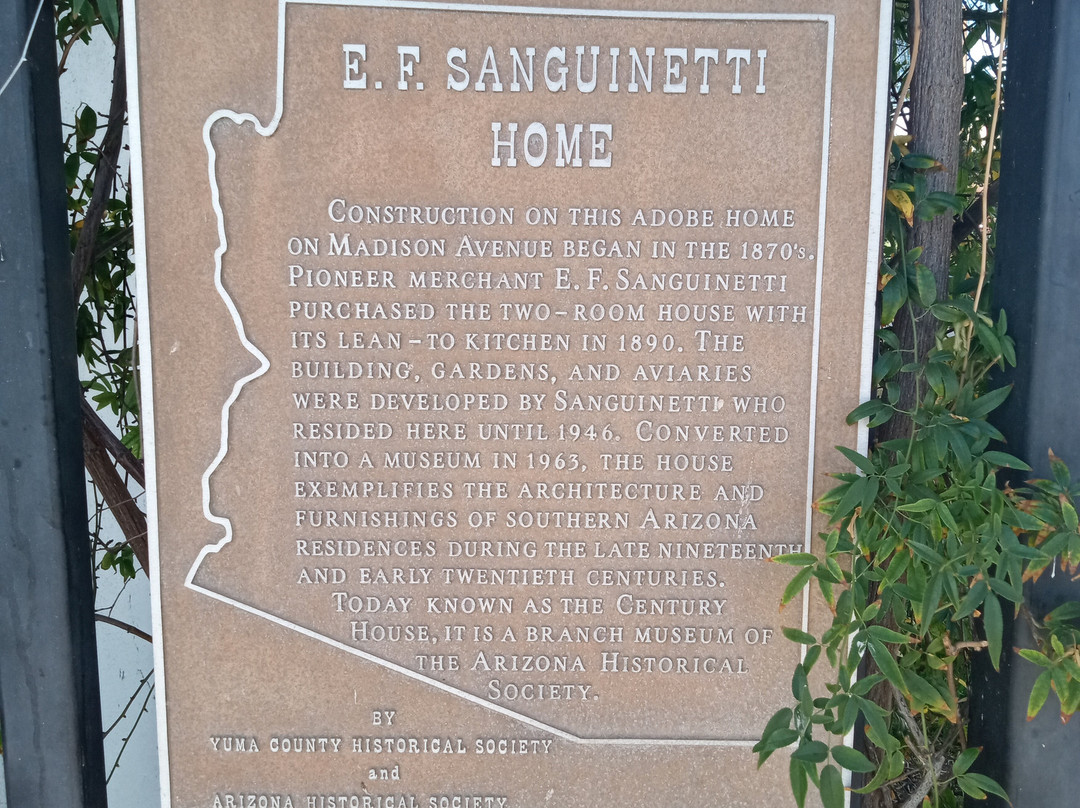 E. F. SANGUINETTI
HOME
CONSTRUCTION ON THIS ADOBE HOME
ON MADISON AVENUE BEGAN IN THE 1870's.
PIONEER MERCHANT E. F. SANGUINETTI
PURCHASED THE TWO-ROOM HOUSE WITH
ITS LEAN-TO KITCHEN IN 1890. THE
BUILDING, GARDENS, AND AVIARIES
WERE DEVELOPED BY SANGUINETTI WHO
RESIDED HERE UNTIL 1946. CONVERTED
INTO A MUSEUM IN 1963, THE HOUSE
EXEMPLIFIES THE ARCHITECTURE AND
FURNISHINGS OF SOUTHERN ARIZONA
RESIDENCES DURING THE LATE NINETEENTH
AND EARLY TWENTIETH CENTURIES.
TODAY KNOWN AS THE CENTURY
HOUSE, IT IS A BRANCH MUSEUM OF
THE ARIZONA HISTORICAL
SOCIETY.
BY
YUMA COUNTY HISTORICAL SOCIETY
and
ARIZONA HISTORICAL SOCIETY